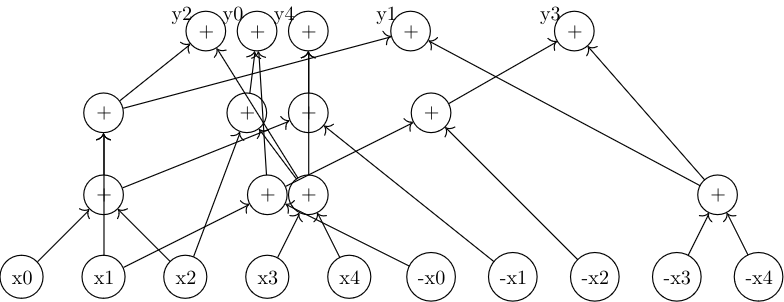 y2 + y0 + y4 + y1 + y3 +
+ + + +
+ + + +
x0 x1 x2 x3 x4 -x0 -x1 -x2 -x3 -x4